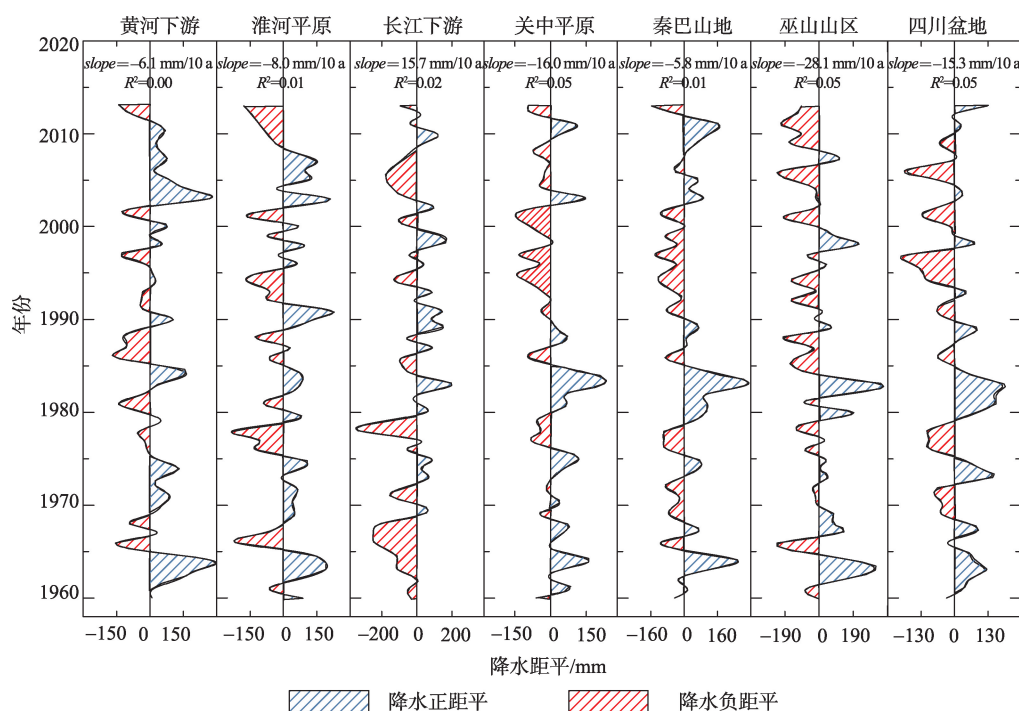 黄河下游 淮河平原 长江下游 关中平原 秦巴山地 巫山山区 四川盆地
2020
slope=−6.1 mm/10 a slope=−8.0 mm/10 a slope=15.7 mm/10 a slope=−16.0 mm/10 a slope=−5.8 mm/10 a slope=−28.1 mm/10 a slope=−15.3 mm/10 a
R²=0.00 R²=0.01 R²=0.02 R²=0.05 R²=0.01 R²=0.05 R²=0.05
2010
2000
年份
1990
1980
1970
1960
−150 0 150 −150 0 150 −200 0 200 −150 0 150 −160 0 160 −190 0 190 −130 0 130
降水距平/mm
降水正距平 降水负距平